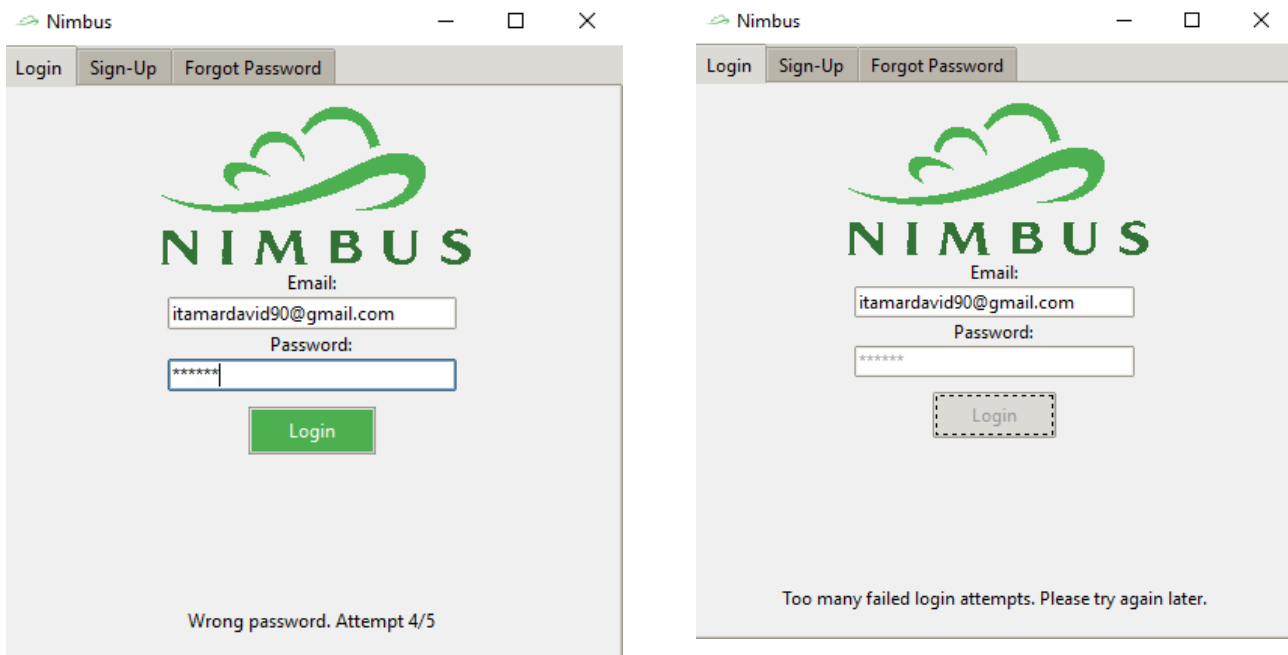 Nimbus
Login Sign-Up Forgot Password
NIMBUS
Email:
itamardavid90@gmail.com
Password:
******
Login
Wrong password. Attempt 4/5
Nimbus
Login Sign-Up Forgot Password
NIMBUS
Email:
itamardavid90@gmail.com
Password:
******
Login
Too many failed login attempts. Please try again later.